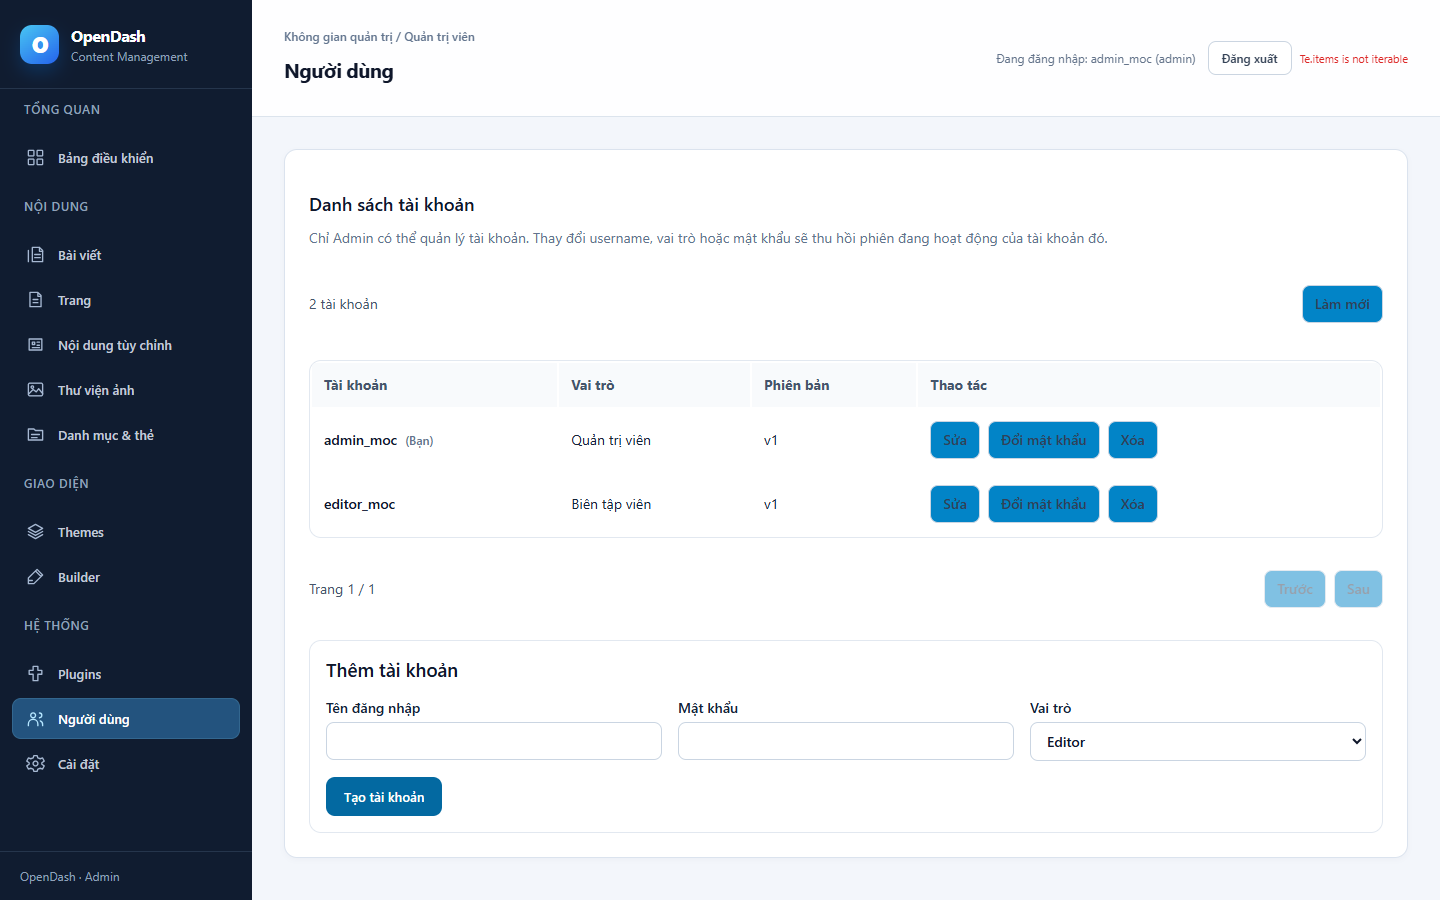 O
OpenDash
Content Management
TỔNG QUAN
Bảng điều khiển
NỘI DUNG
Bài viết
Trang
Nội dung tùy chỉnh
Thư viện ảnh
Danh mục & thẻ
GIAO DIỆN
Themes
Builder
HỆ THỐNG
Plugins
Người dùng
Cài đặt
OpenDash · Admin
Không gian quản trị / Quản trị viên
Người dùng
Đang đăng nhập: admin_moc (admin)
Đăng xuất
Te.items is not iterable
Danh sách tài khoản
Chỉ Admin có thể quản lý tài khoản. Thay đổi username, vai trò hoặc mật khẩu sẽ thu hồi phiên đang hoạt động của tài khoản đó.
2 tài khoản
Làm mới
Tài khoản Vai trò Phiên bản Thao tác
admin_moc (Bạn) Quản trị viên v1 Sửa Đổi mật khẩu Xóa
editor_moc Biên tập viên v1 Sửa Đổi mật khẩu Xóa
Trang 1 / 1
Trước Sau
Thêm tài khoản
Tên đăng nhập Mật khẩu Vai trò
Editor
Tạo tài khoản